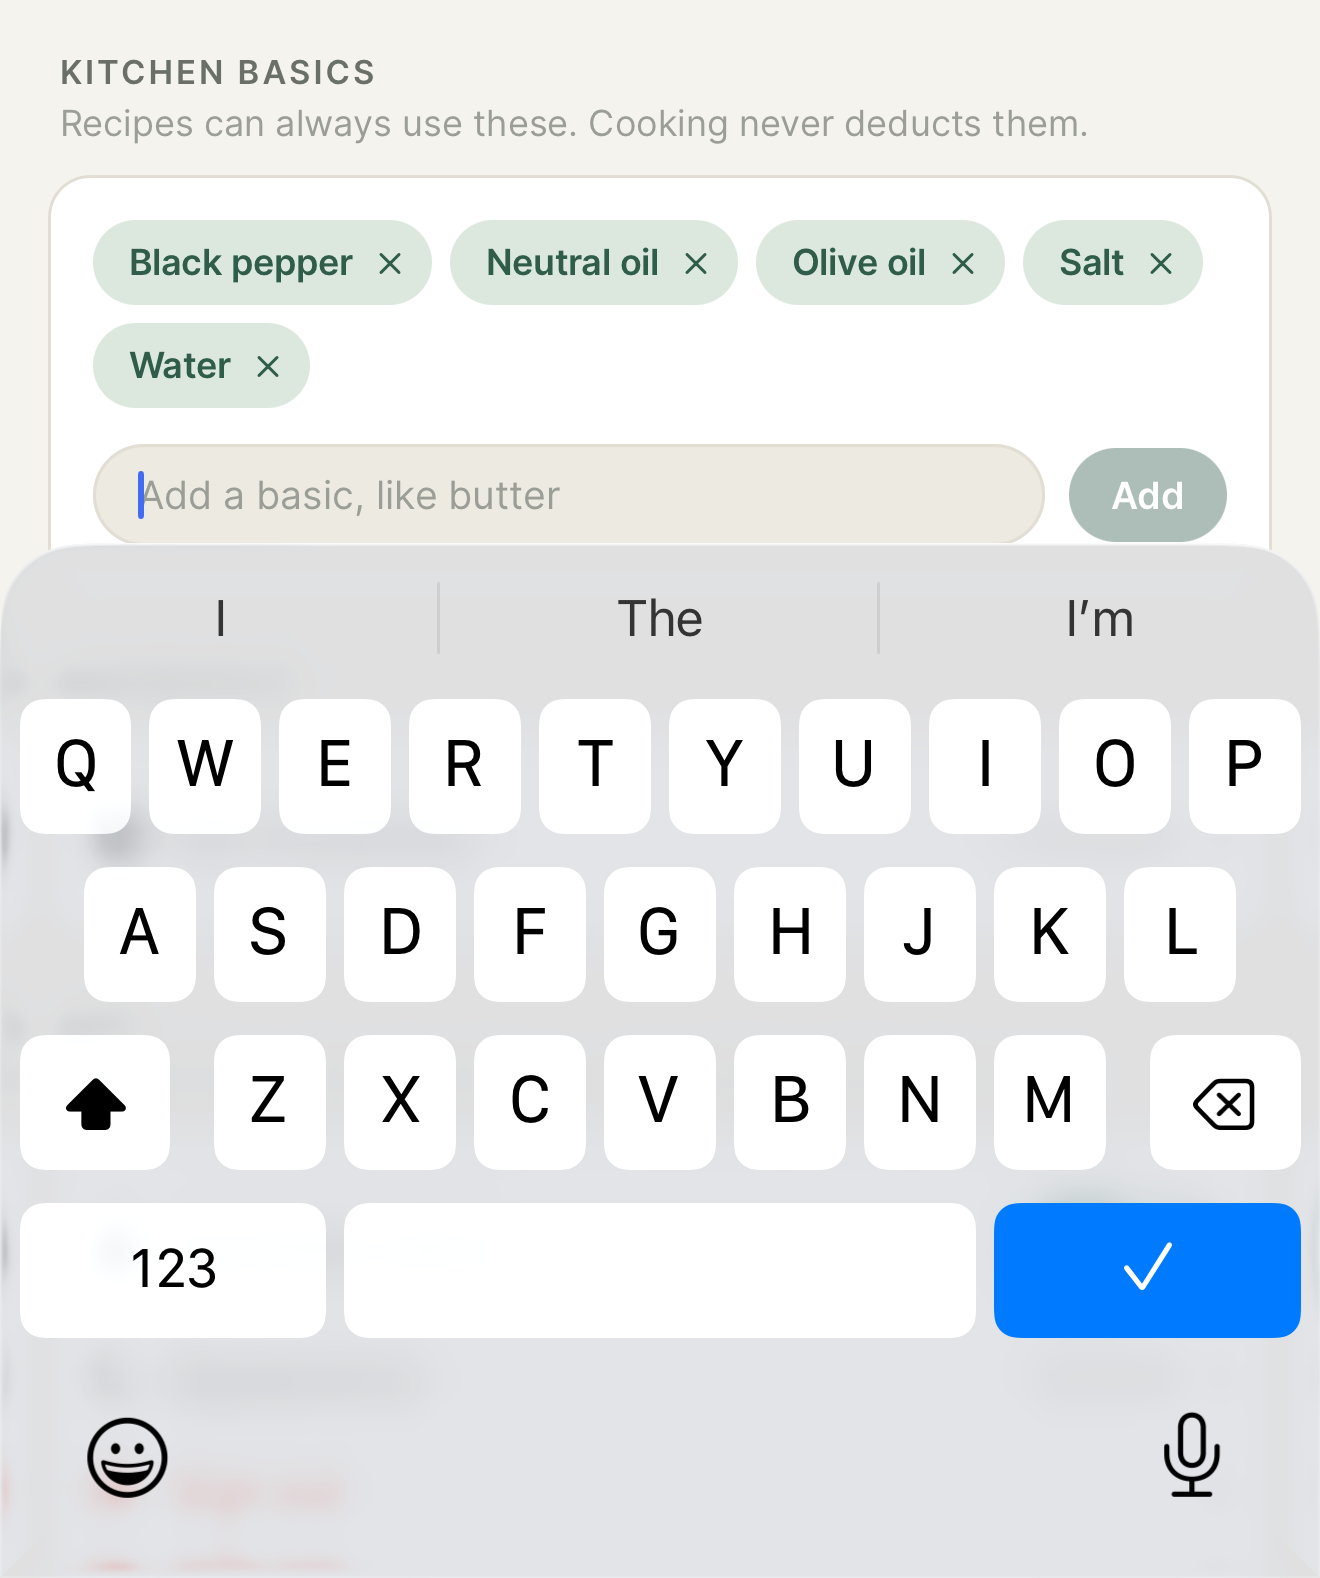 KITCHEN BASICS
Recipes can always use these. Cooking never deducts them.
Black pepper × Neutral oil × Olive oil × Salt ×
Water ×
Add a basic, like butter Add
I The I’m
Q W E R T Y U I O P
A S D F G H J K L
Z X C V B N M
123